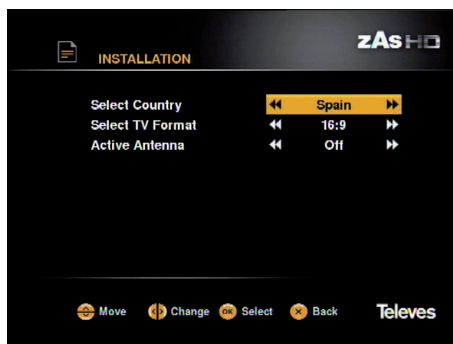 zAs HD
INSTALLATION
Select Country Spain
Select TV Format 16:9
Active Antenna Off
Move Change OK Select Back Televes